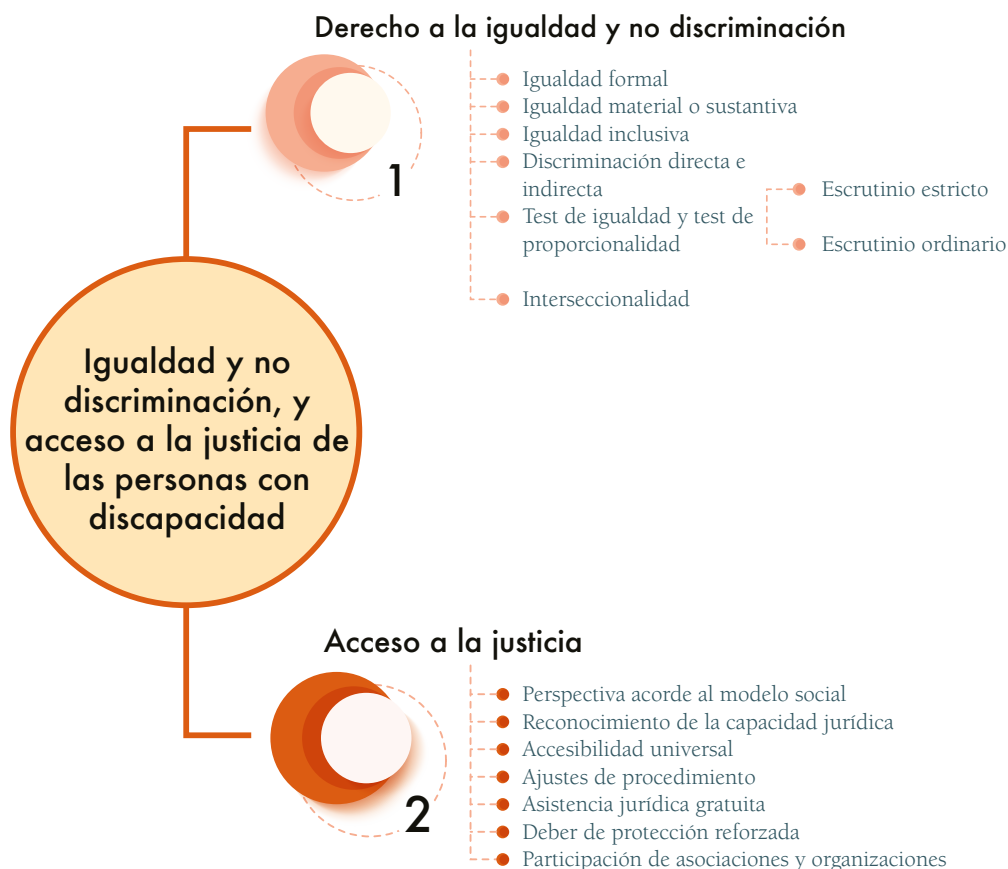 Derecho a la igualdad y no discriminación
Igualdad formal
Igualdad material o sustantiva
Igualdad inclusiva
Discriminación directa e
indirecta
Test de igualdad y test de
proporcionalidad
Escrutinio estricto
Escrutinio ordinario
Interseccionalidad
1
Igualdad y no
discriminación, y
acceso a la justicia de
las personas con
discapacidad
Acceso a la justicia
Perspectiva acorde al modelo social
Reconocimiento de la capacidad jurídica
Accesibilidad universal
Ajustes de procedimiento
Asistencia jurídica gratuita
Deber de protección reforzada
Participación de asociaciones y organizaciones
2